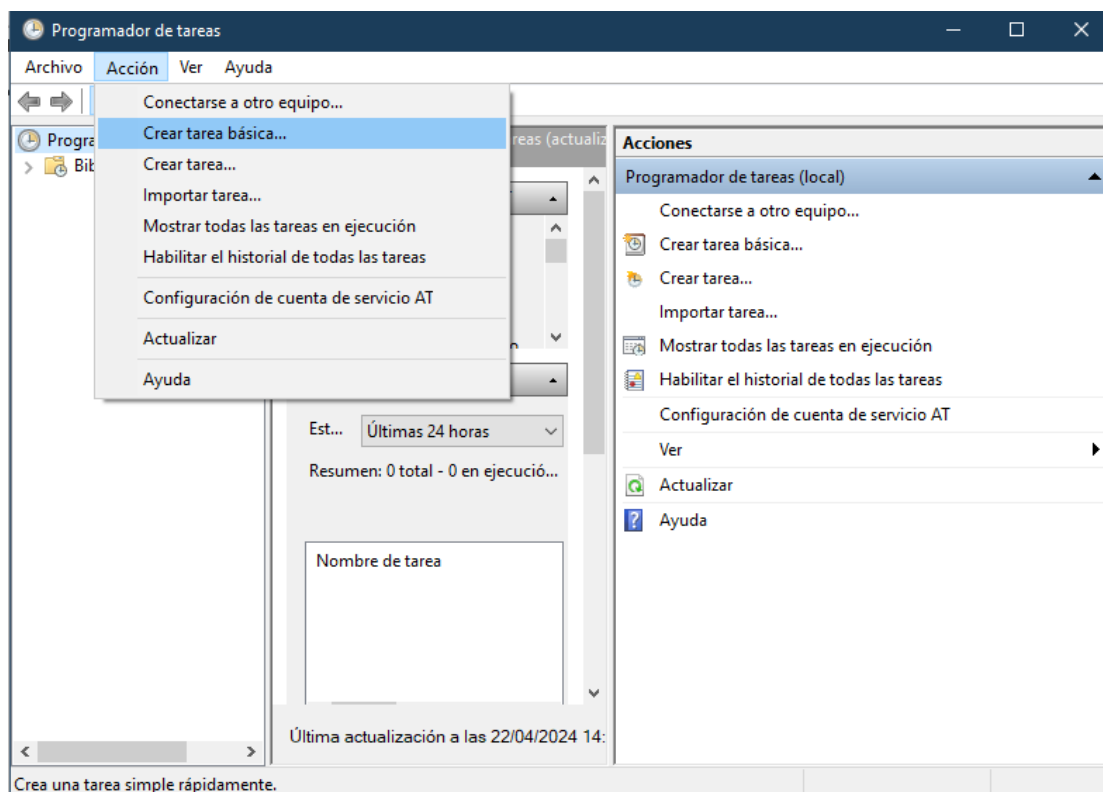 Programador de tareas
Archivo Acción Ver Ayuda
Conectarse a otro equipo...
Crear tarea básica...
Crear tarea...
Importar tarea...
Mostrar todas las tareas en ejecución
Habilitar el historial de todas las tareas
Configuración de cuenta de servicio AT
Actualizar
Ayuda
Progra
Bib
reas (actualiz
Est... Últimas 24 horas
Resumen: 0 total - 0 en ejecució...
Nombre de tarea
Última actualización a las 22/04/2024 14:
Acciones
Programador de tareas (local)
Conectarse a otro equipo...
Crear tarea básica...
Crear tarea...
Importar tarea...
Mostrar todas las tareas en ejecución
Habilitar el historial de todas las tareas
Configuración de cuenta de servicio AT
Ver
Actualizar
Ayuda
Crea una tarea simple rápidamente.